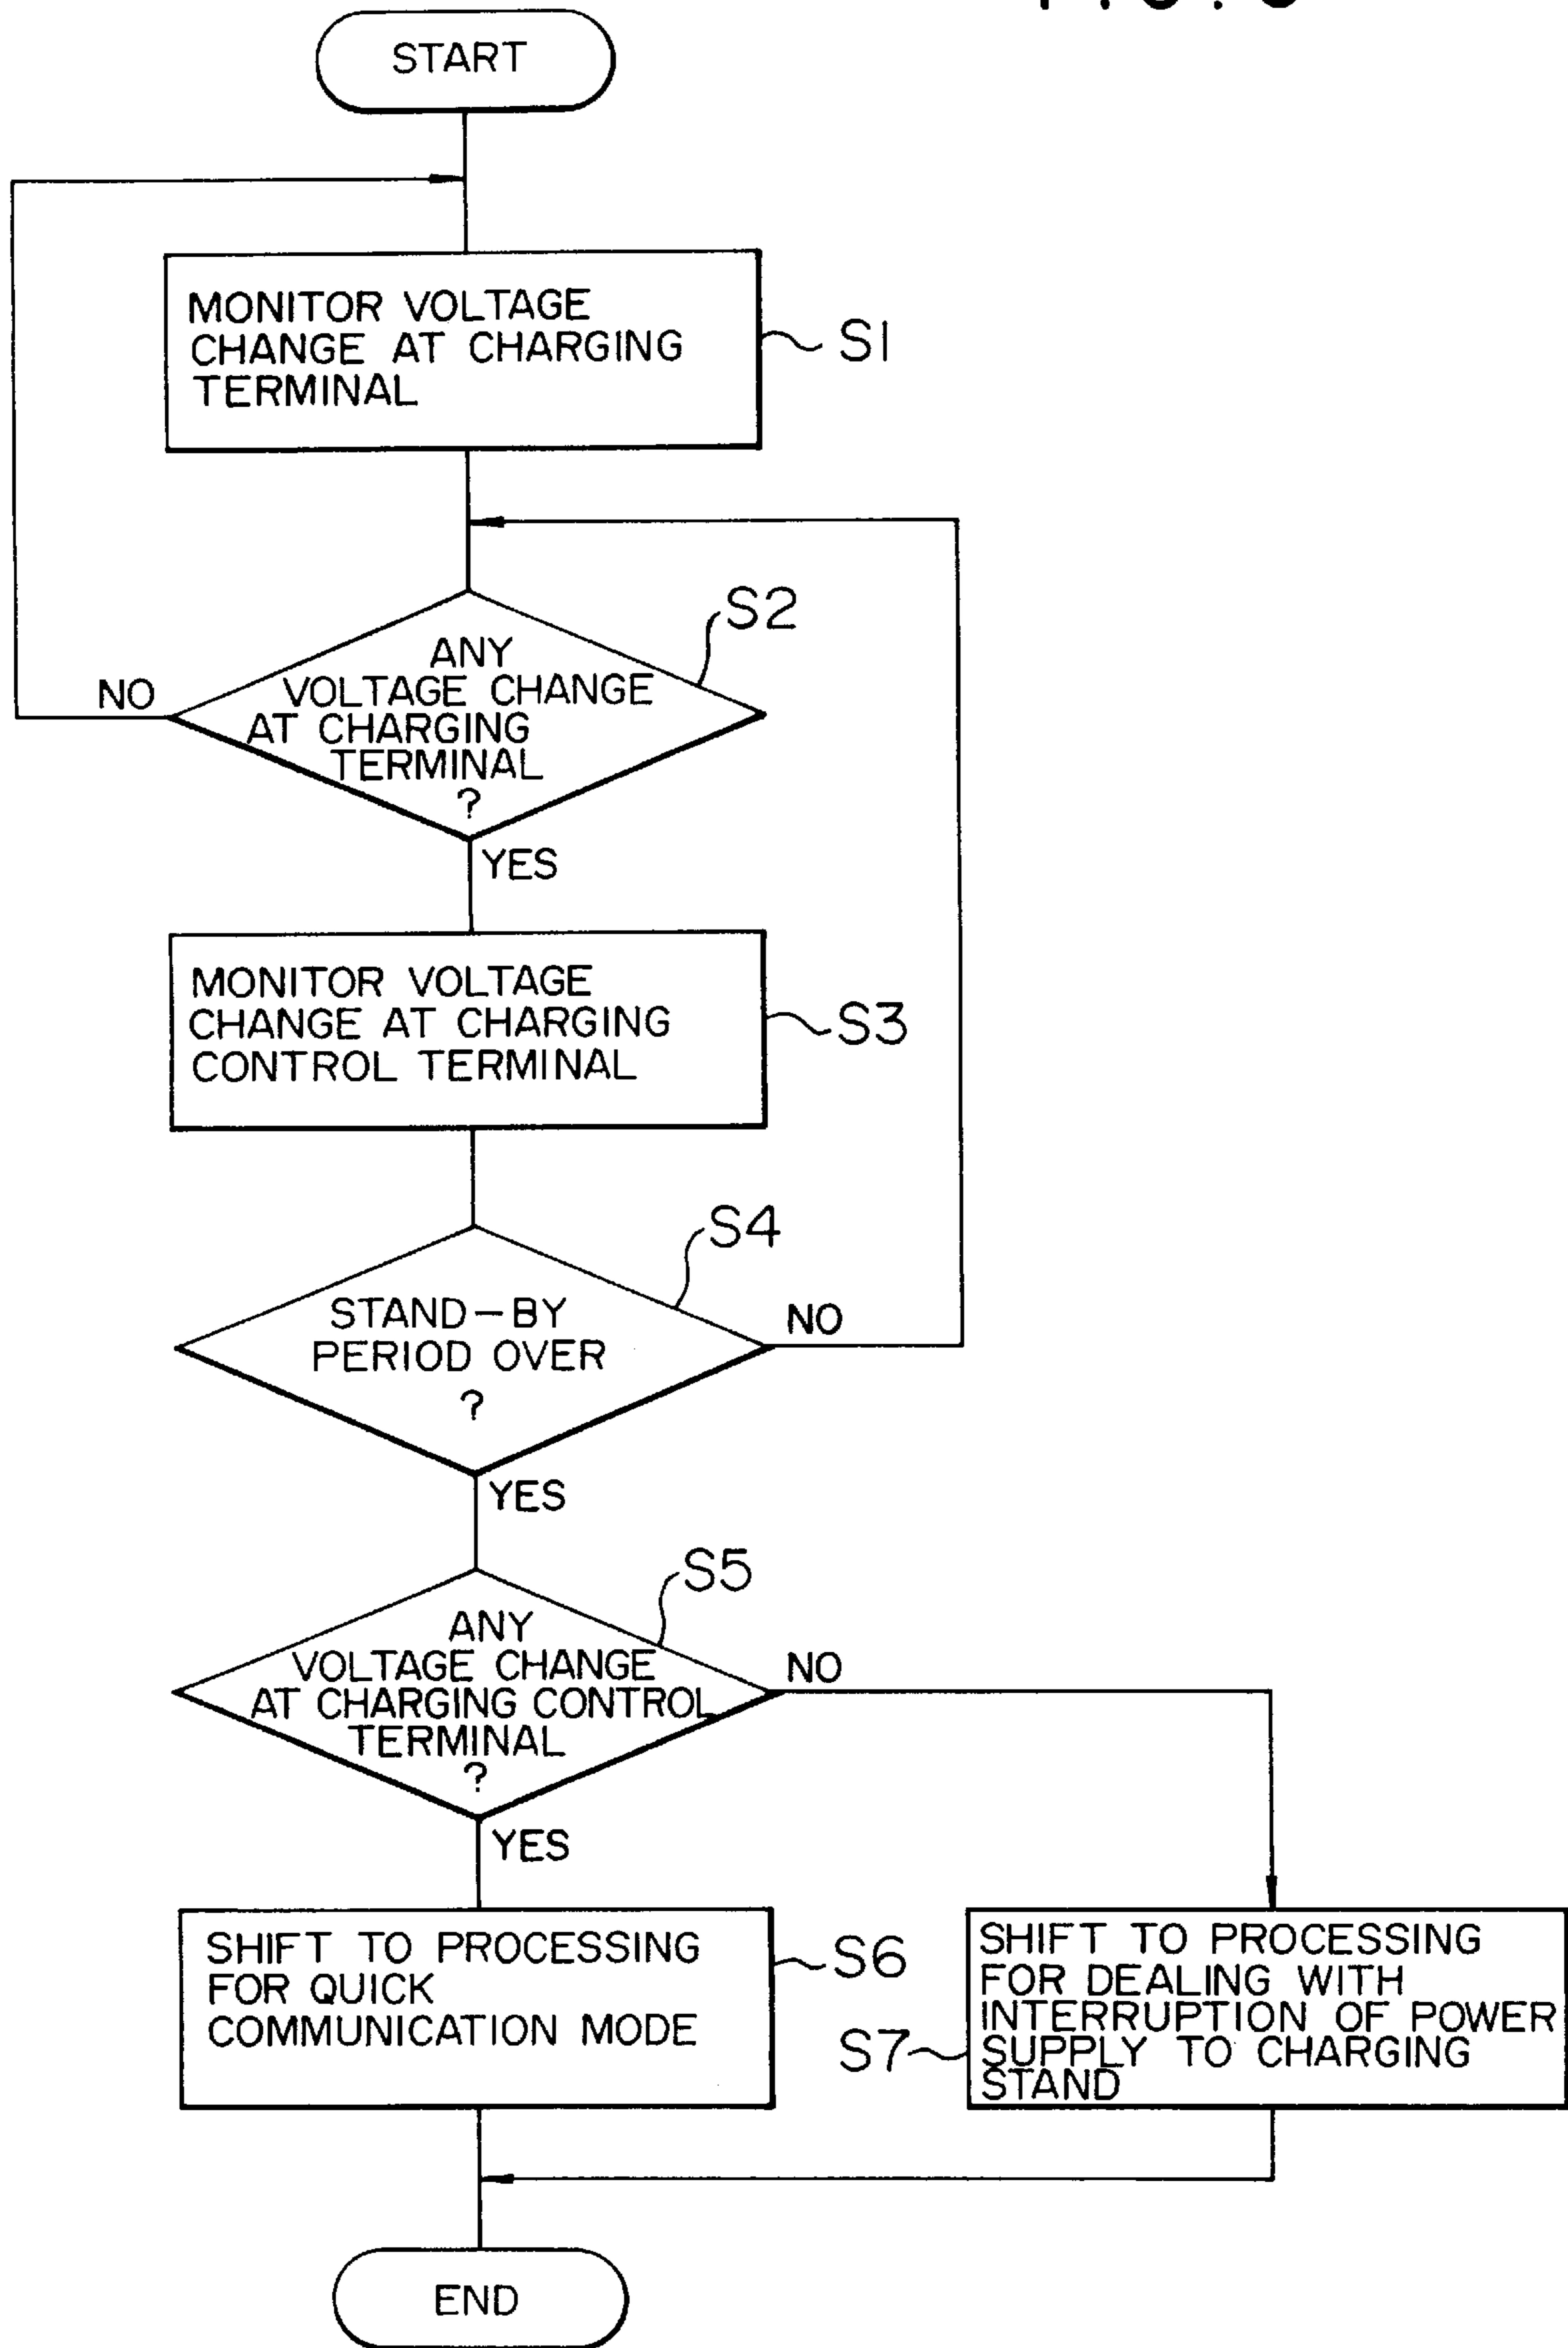 START
MONITOR VOLTAGE
CHANGE AT CHARGING
TERMINAL
S1
S2
ANY
VOLTAGE CHANGE
AT CHARGING
TERMINAL
?
NO
YES
MONITOR VOLTAGE
CHANGE AT CHARGING
CONTROL TERMINAL
S3
S4
STAND-BY
PERIOD OVER
?
NO
YES
S5
ANY
VOLTAGE CHANGE
AT CHARGING CONTROL
TERMINAL
?
NO
YES
SHIFT TO PROCESSING
FOR QUICK
COMMUNICATION MODE
S6
SHIFT TO PROCESSING
FOR DEALING WITH
INTERRUPTION OF POWER
SUPPLY TO CHARGING
STAND
S7
END